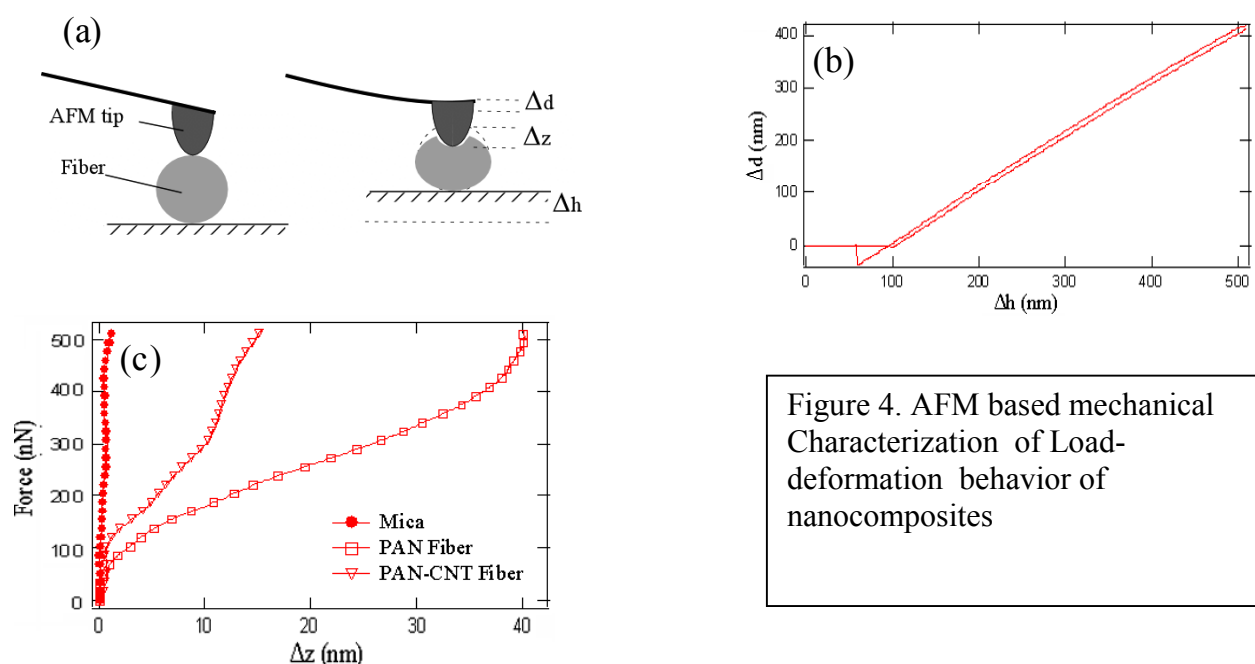 (a)
AFM tip
Fiber
Δd
Δz
Δh
(b)
400
300
200
100
0
Δd (nm)
0
100
200
300
400
500
Δh (nm)
(c)
500
400
300
200
100
0
Force (nN)
Mica
PAN Fiber
PAN-CNT Fiber
0
10
20
30
40
Δz (nm)
Figure 4. AFM based mechanical
Characterization of Load-
deformation behavior of
nanocomposites